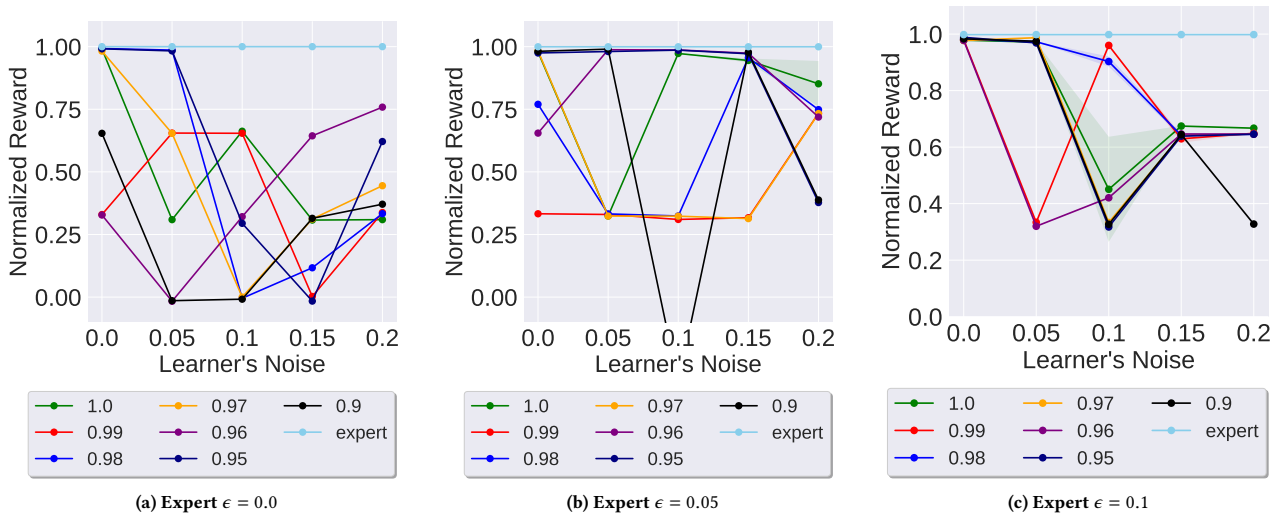 Normalized Reward
1.00
0.75
0.50
0.25
0.00
0.0 0.05 0.1 0.15 0.2
Learner's Noise
1.0 0.97 0.9
0.99 0.96 expert
0.98 0.95
(a) Expert ϵ = 0.0
Normalized Reward
1.00
0.75
0.50
0.25
0.00
0.0 0.05 0.1 0.15 0.2
Learner's Noise
1.0 0.97 0.9
0.99 0.96 expert
0.98 0.95
(b) Expert ϵ = 0.05
Normalized Reward
1.0
0.8
0.6
0.4
0.2
0.0
0.0 0.05 0.1 0.15 0.2
Learner's Noise
1.0 0.97 0.9
0.99 0.96 expert
0.98 0.95
(c) Expert ϵ = 0.1